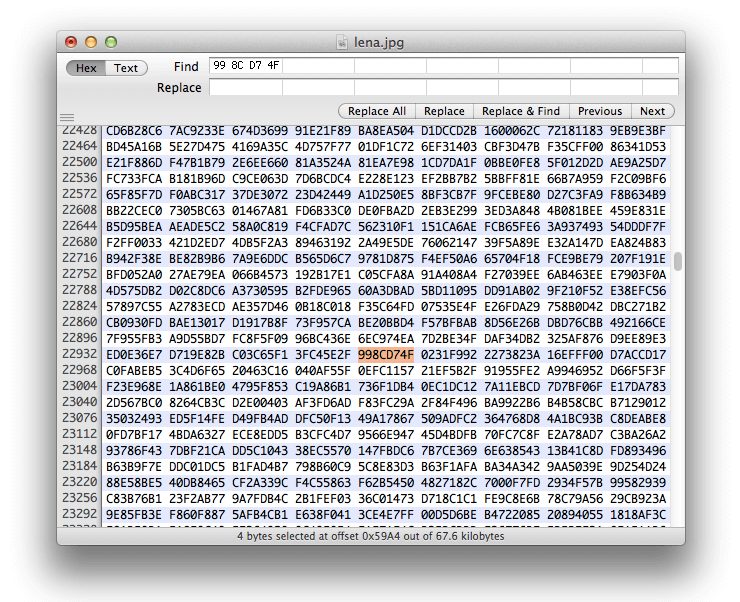 lena.jpg
Hex Text Find 99 8C D7 4F
Replace
Replace All Replace Replace & Find Previous Next
22428 CD6B28C6 7AC9233E 674D3699 91E21F89 BA8EA504 D1DCCD2B 1600062C 72181183 9EB9E3BF
22464 BD45A16B 5E27D475 4169A35C 4D757F77 01DF1C72 6EF31403 CBF3D47B F35CFF00 86341D53
22500 E21F886D F47B1B79 2E6EE660 81A3524A 81EA7E98 1CD7DA1F 0BBE0FE8 5F012D2D AE9A25D7
22536 FC733FCA B181B96D C9CE063D 7D6BCDC4 E228E123 EF2BB7B2 5BBFF81E 66B7A959 F2C09BF6
22572 65F85F7D F0ABC317 37DE3072 23D42449 A1D250E5 8BF3CB7F 9FCEBE80 D27C3FA9 F8B634B9
22608 BB22CEC0 7305BC63 01467A81 FD6B33C0 DE0FBA2D 2EB3E299 3ED3A848 4B081BEE 459E831E
22644 B5D95BEA AEADE5C2 58A0C819 F4CFAD7C 562310F1 151CA6AE FCB65FE6 3A937493 54DDDF7F
22680 F2FF0033 421D2ED7 4DB5F2A3 89463192 2A49E5DE 76062147 39F5A89E E32A147D EA824B83
22716 B942F38E BE82B9B6 7A9E6DDC B565D6C7 9781D875 F4EF50A6 65704F18 FCE9BE79 207F191E
22752 BFD052A0 27AE79EA 066B4573 192B17E1 C05CFA8A 91A408A4 F27039EE 6AB463EE E7903F0A
22788 4D575DB2 D02C8DC6 A3730595 B2FDE965 60A3DBAD 5BD11095 DD91AB02 9F210F52 E38EFC56
22824 57897C55 A2783ECD AE357D46 0B18C018 F35C64FD 07535E4F E26FDA29 758B0D42 DBC271B2
22860 CB0930FD BAE13017 D1917B8F 73F957CA BE20BBD4 F57BFBAB 8D56E26B DBD76CBB 492166CE
22896 7F955FB3 A9D55BD7 FC8F5F09 96BC436E 6EC974EA 7D2BE34F DAF34DB2 325AF876 D9EE89E3
22932 ED0E36E7 D719E82B C03C65F1 3FC45E2F 998CD74F 0231F992 2273823A 16EFFF00 D7ACCD17
22968 C0FABEB5 3C4D6F65 20463C16 040AF55F 0EFC1157 21EF5B2F 91955FE2 A994695​2 D66F5F3F
23004 F23E968E 1A861BE0 4795F853 C19A86B1 736F1DB4 0EC1DC12 7A11EBCD 7D7BF06F E17DA783
23040 2D567BC0 8264CB3C D2E00403 AF3FD6AD F83FC29A 2F84F496 BA9922B6 B4B58CBC B7129012
23076 35032493 ED5F14FE D49FB4AD DFC50F13 49A17867 509ADFC2 364768D8 4A1BC93B C8DEABE8
23112 0FD7BF17 4BDA6327 ECE8EDD5 B3CFC4D7 9566E947 45D4BDFB 70FC7C8F E2A78AD7 C3BA26A2
23148 93786F43 7DBF21CA DD5C1043 38EC5570 147FBDC6 7B7CE369 6E638543 13B41C8D FD893496
23184 B63B9F7E DDC01DC5 B1FAD4B7 798B60C9 5C8E83D3 B63F1AFA BA34A342 9AA5039E 9D254D24
23220 88E58BE5 40DB8465 CF2A339C F4C55863 F62B5450 4827182C 7000F7FD 2934F57B 99582939
23256 C83B76B1 23F2AB77 9A7FDB4C 2B1FEF03 36C01473 D718C1C1 FE9C8E6B 78C79A56 29CB923A
23292 9E85FB3E F860F887 5AFB4CB1 E638F041 3CE4E7FF 00D5D6BE B4722085 20894055 1818AF3C
4 bytes selected at offset 0x59A4 out of 67.6 kilobytes